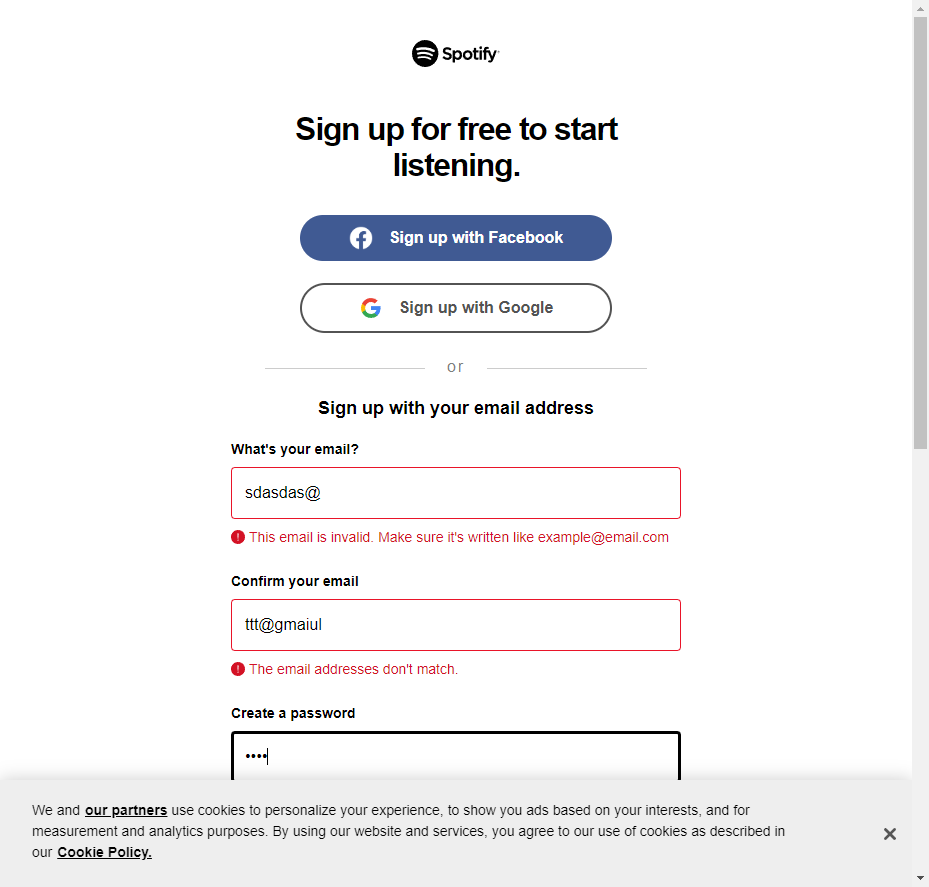 Spotify
Sign up for free to start
listening.
Sign up with Facebook
Sign up with Google
or
Sign up with your email address
What's your email?
sdasdas@
This email is invalid. Make sure it's written like example@email.com
Confirm your email
ttt@gmaiul
The email addresses don't match.
Create a password
••••
We and our partners use cookies to personalize your experience, to show you ads based on your interests, and for
measurement and analytics purposes. By using our website and services, you agree to our use of cookies as described in
our Cookie Policy.